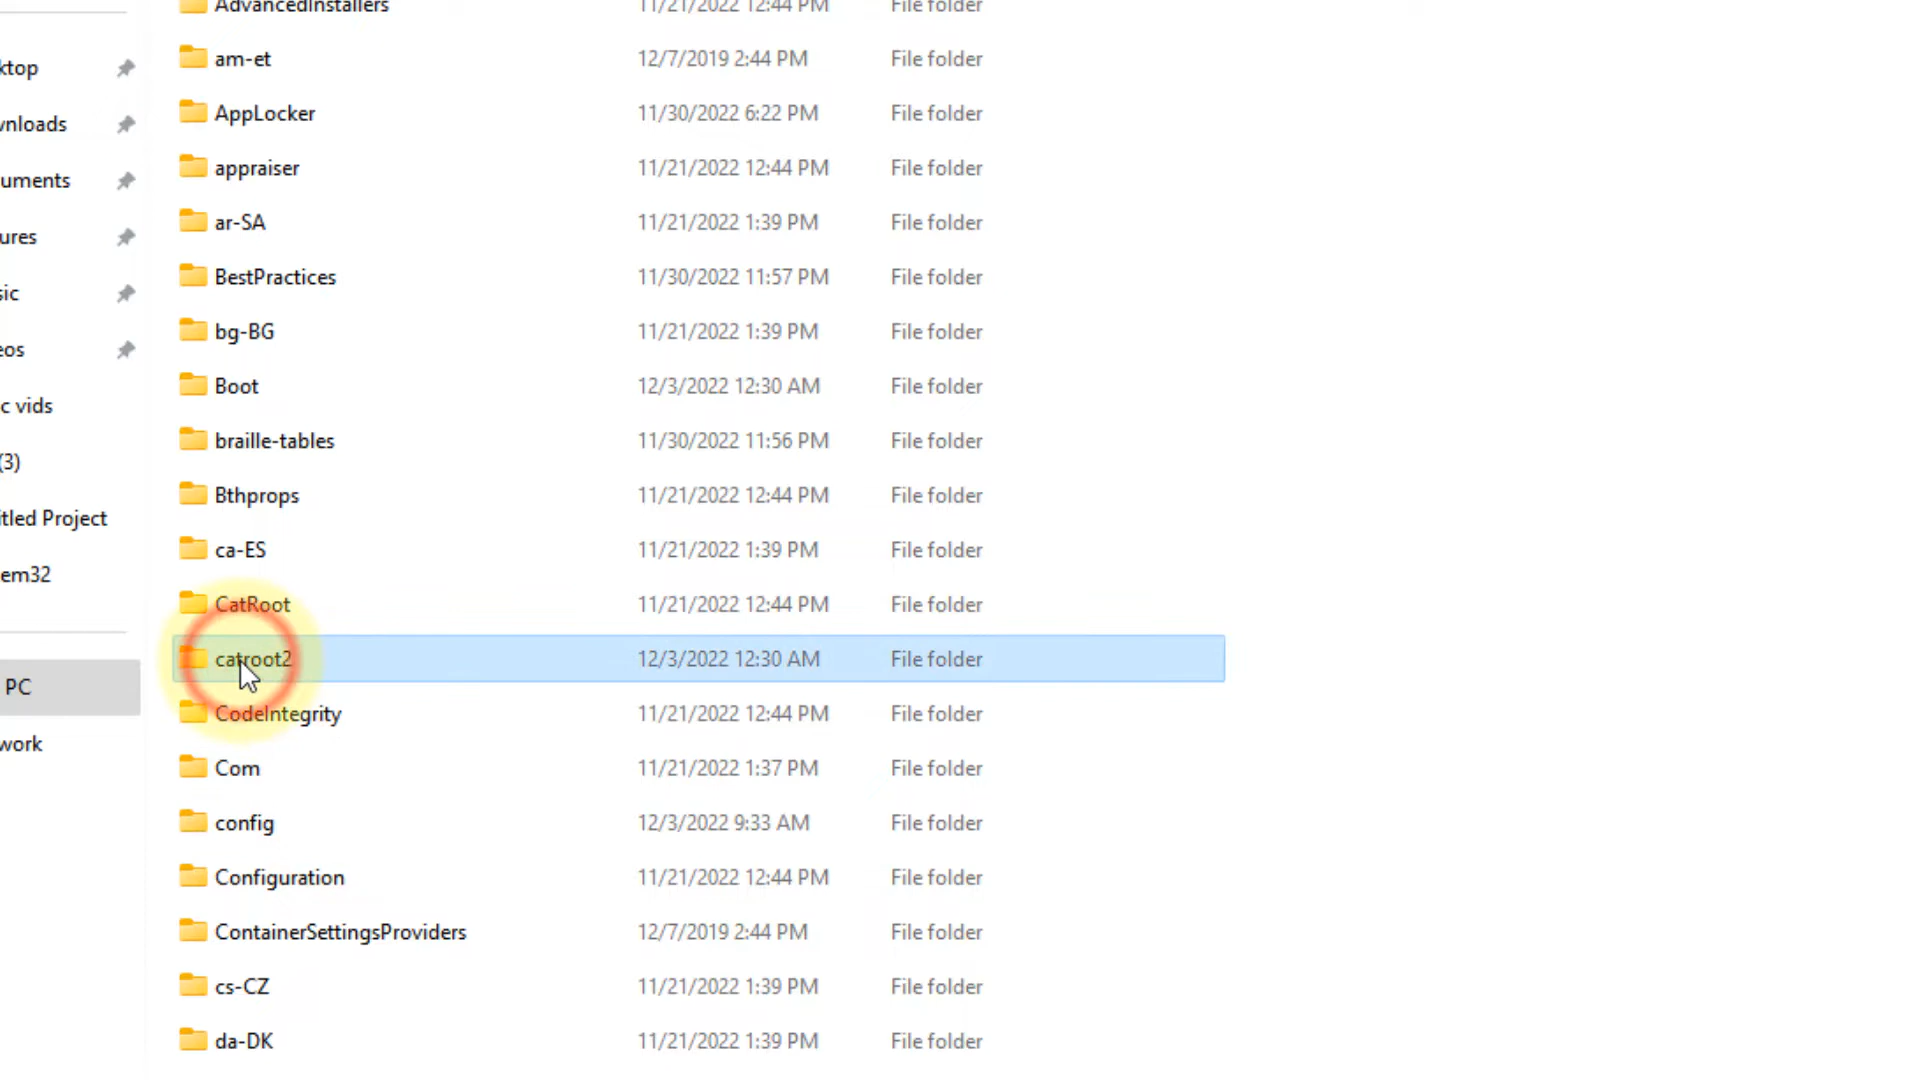 AdvancedInstallers 11/21/2022 12:44 PM File folder
ktop am-et 12/7/2019 2:44 PM File folder
wnloads AppLocker 11/30/2022 6:22 PM File folder
uments appraiser 11/21/2022 12:44 PM File folder
ures ar-SA 11/21/2022 1:39 PM File folder
sic BestPractices 11/30/2022 11:57 PM File folder
eos bg-BG 11/21/2022 1:39 PM File folder
c vids Boot 12/3/2022 12:30 AM File folder
(3) braille-tables 11/30/2022 11:56 PM File folder
itled Project Bthprops 11/21/2022 12:44 PM File folder
em32 ca-ES 11/21/2022 1:39 PM File folder
CatRoot 11/21/2022 12:44 PM File folder
PC catroot2 12/3/2022 12:30 AM File folder
work CodeIntegrity 11/21/2022 12:44 PM File folder
Com 11/21/2022 1:37 PM File folder
config 12/3/2022 9:33 AM File folder
Configuration 11/21/2022 12:44 PM File folder
ContainerSettingsProviders 12/7/2019 2:44 PM File folder
cs-CZ 11/21/2022 1:39 PM File folder
da-DK 11/21/2022 1:39 PM File folder